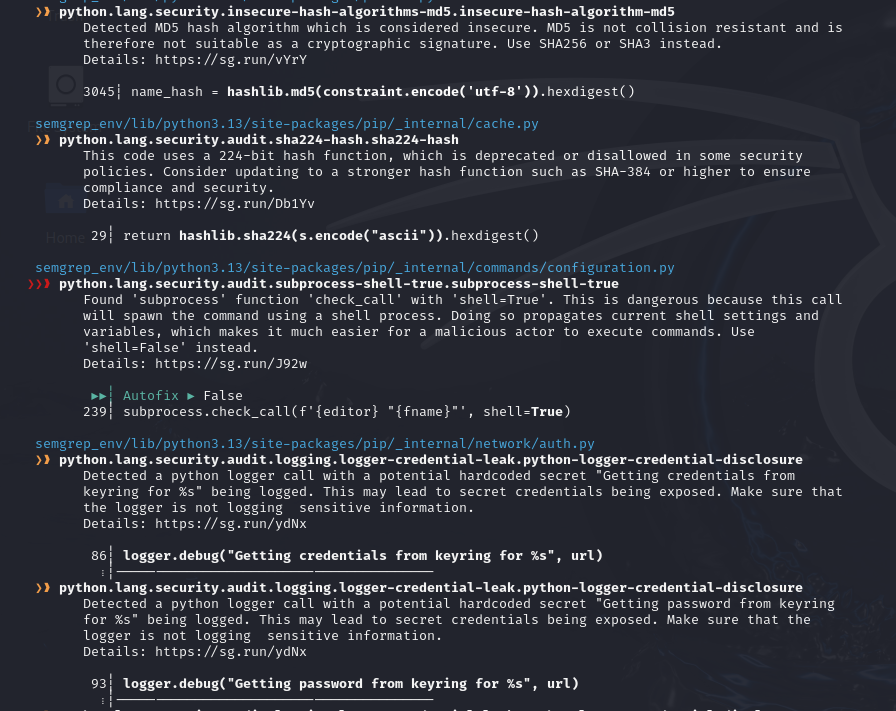 ❯❱ python.lang.security.insecure-hash-algorithms-md5.insecure-hash-algorithm-md5
Detected MD5 hash algorithm which is considered insecure. MD5 is not collision resistant and is
therefore not suitable as a cryptographic signature. Use SHA256 or SHA3 instead.
Details: https://sg.run/vYrY
3045┆ name_hash = hashlib.md5(constraint.encode('utf-8')).hexdigest()
semgrep_env/lib/python3.13/site-packages/pip/_internal/cache.py
❯❱ python.lang.security.audit.sha224-hash.sha224-hash
This code uses a 224-bit hash function, which is deprecated or disallowed in some security
policies. Consider updating to a stronger hash function such as SHA-384 or higher to ensure
compliance and security.
Details: https://sg.run/Db1Yv
Home
29┆ return hashlib.sha224(s.encode("ascii")).hexdigest()
semgrep_env/lib/python3.13/site-packages/pip/_internal/commands/configuration.py
❯❯❱ python.lang.security.audit.subprocess-shell-true.subprocess-shell-true
Found 'subprocess' function 'check_call' with 'shell=True'. This is dangerous because this call
will spawn the command using a shell process. Doing so propagates current shell settings and
variables, which makes it much easier for a malicious actor to execute commands. Use
'shell=False' instead.
Details: https://sg.run/J92w
▶▶┆ Autofix ▶ False
239┆ subprocess.check_call(f'{editor} "{fname}"', shell=True)
semgrep_env/lib/python3.13/site-packages/pip/_internal/network/auth.py
❯❱ python.lang.security.audit.logging.logger-credential-leak.python-logger-credential-disclosure
Detected a python logger call with a potential hardcoded secret "Getting credentials from
keyring for %s" being logged. This may lead to secret credentials being exposed. Make sure that
the logger is not logging  sensitive information.
Details: https://sg.run/ydNx
86┆ logger.debug("Getting credentials from keyring for %s", url)
⋮┆----------------------------------------
❯❱ python.lang.security.audit.logging.logger-credential-leak.python-logger-credential-disclosure
Detected a python logger call with a potential hardcoded secret "Getting password from keyring
for %s" being logged. This may lead to secret credentials being exposed. Make sure that the
logger is not logging  sensitive information.
Details: https://sg.run/ydNx
93┆ logger.debug("Getting password from keyring for %s", url)
⋮┆----------------------------------------